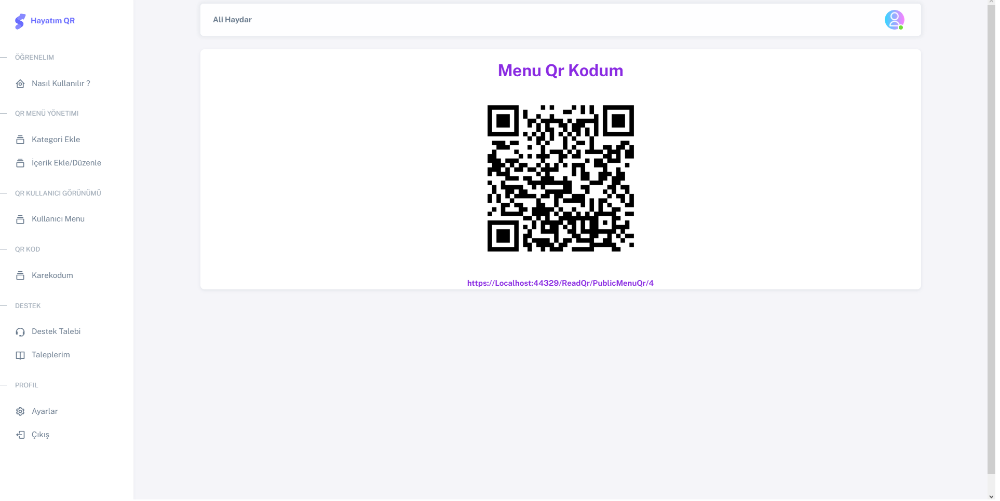 Hayatım QR
ÖĞRENELIM
Nasıl Kullanılır ?
QR MENÜ YÖNETIMI
Kategori Ekle
İçerik Ekle/Düzenle
QR KULLANICI GÖRÜNÜMÜ
Kullanıcı Menu
QR KOD
Karekodum
DESTEK
Destek Talebi
Taleplerim
PROFIL
Ayarlar
Çıkış
Ali Haydar
Menu Qr Kodum
https://Localhost:44329/ReadQr/PublicMenuQr/4